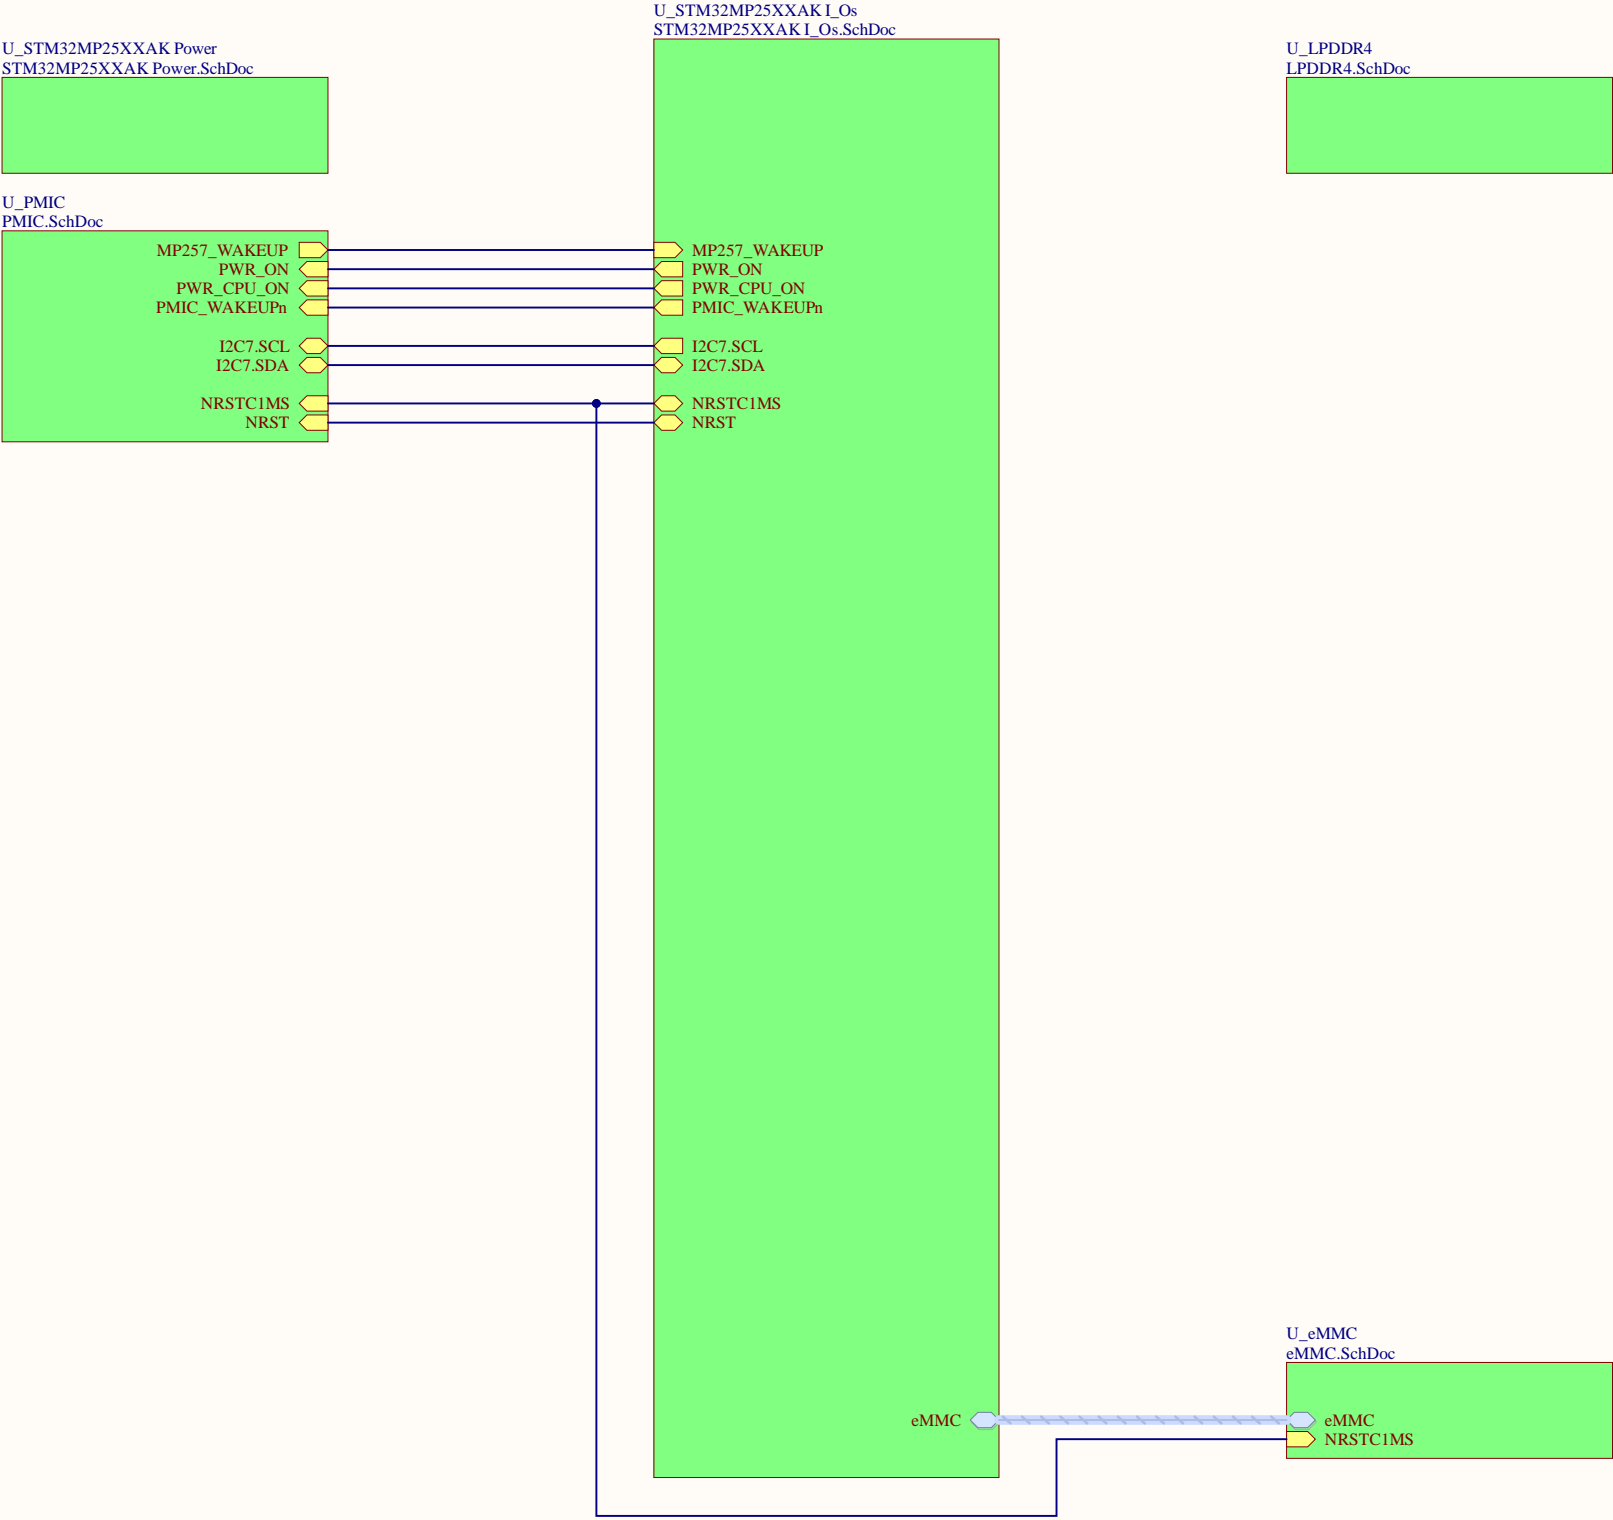 U_STM32MP25XXAK Power
STM32MP25XXAK Power.SchDoc
U_PMIC
PMIC.SchDoc
MP257_WAKEUP
PWR_ON
PWR_CPU_ON
PMIC_WAKEUPn
I2C7.SCL
I2C7.SDA
NRSTC1MS
NRST
U_STM32MP25XXAK I_Os
STM32MP25XXAK I_Os.SchDoc
MP257_WAKEUP
PWR_ON
PWR_CPU_ON
PMIC_WAKEUPn
I2C7.SCL
I2C7.SDA
NRSTC1MS
NRST
eMMC
U_LPDDR4
LPDDR4.SchDoc
U_eMMC
eMMC.SchDoc
eMMC
NRSTC1MS